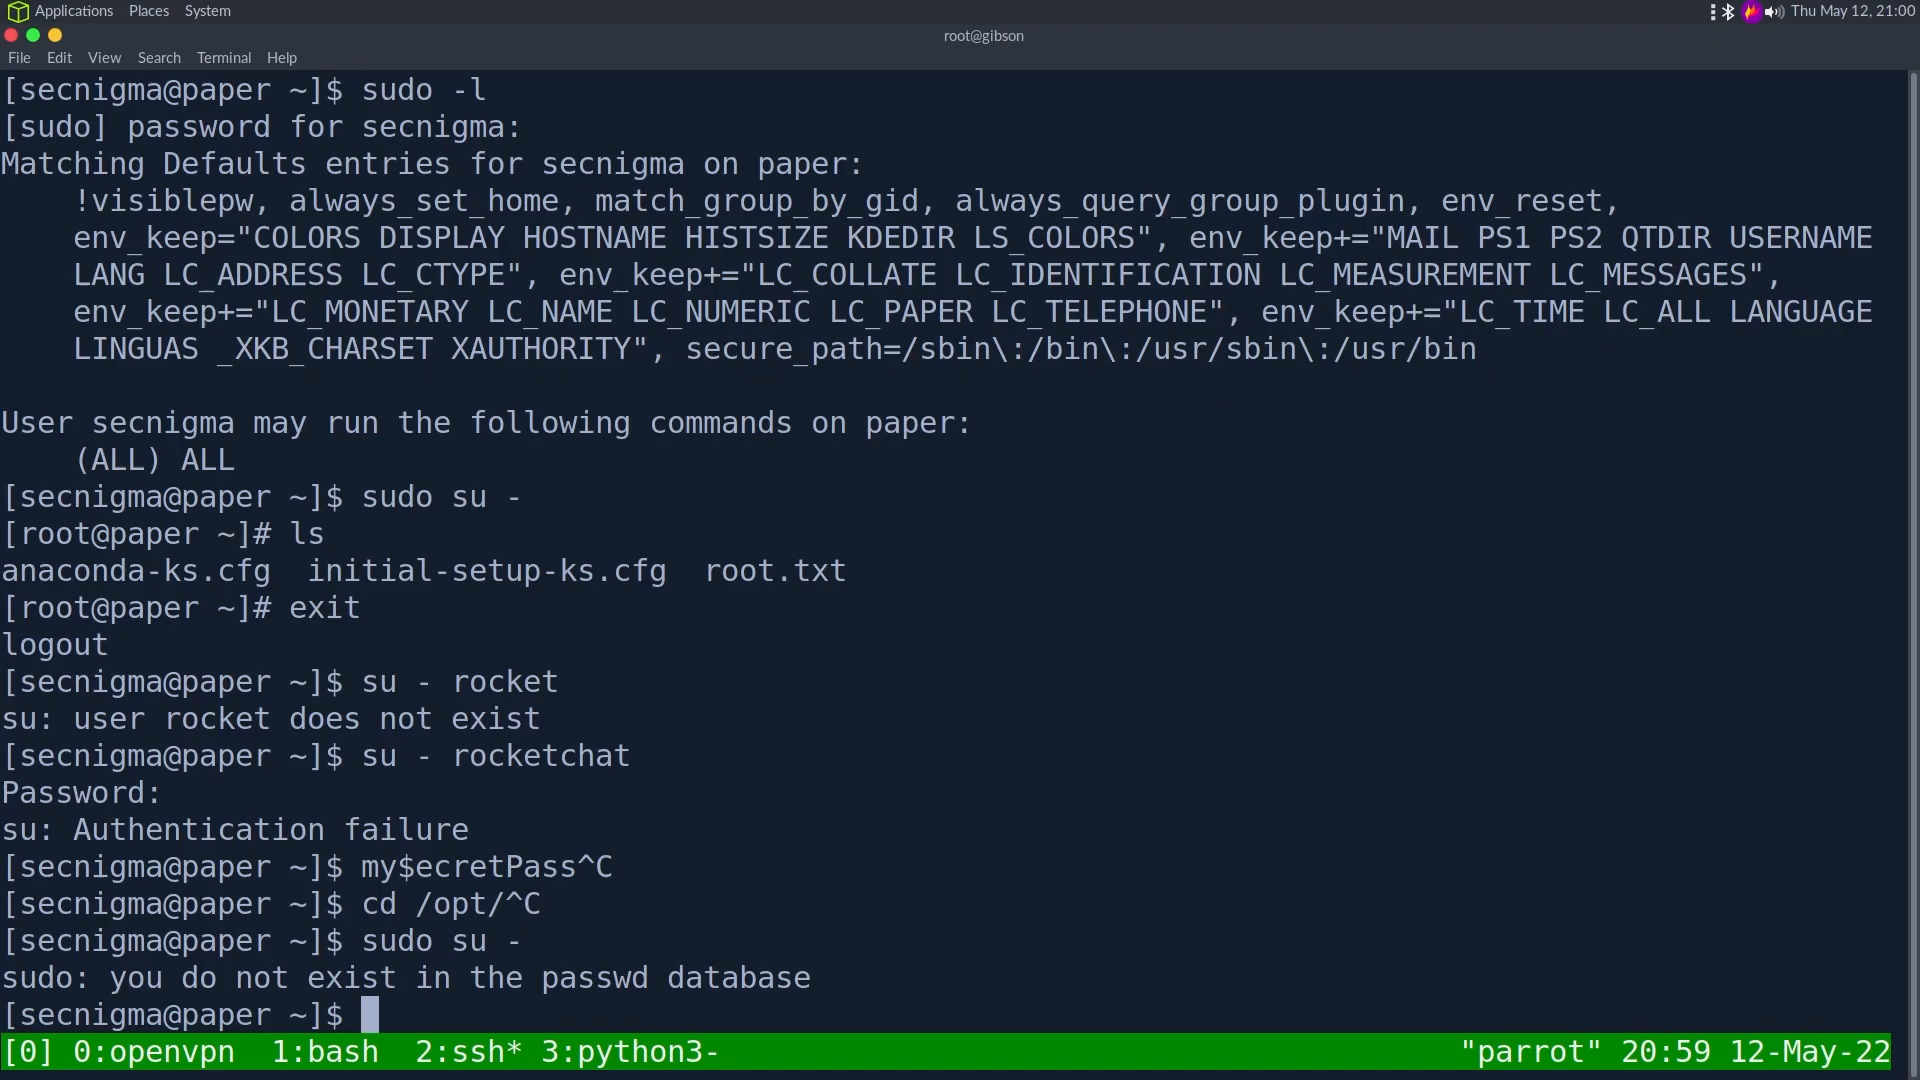 Applications Places System Thu May 12, 21:00
root@gibson
File Edit View Search Terminal Help
[secnigma@paper ~]$ sudo -l
[sudo] password for secnigma:
Matching Defaults entries for secnigma on paper:
    !visiblepw, always_set_home, match_group_by_gid, always_query_group_plugin, env_reset,
    env_keep="COLORS DISPLAY HOSTNAME HISTSIZE KDEDIR LS_COLORS", env_keep+="MAIL PS1 PS2 QTDIR USERNAME
    LANG LC_ADDRESS LC_CTYPE", env_keep+="LC_COLLATE LC_IDENTIFICATION LC_MEASUREMENT LC_MESSAGES",
    env_keep+="LC_MONETARY LC_NAME LC_NUMERIC LC_PAPER LC_TELEPHONE", env_keep+="LC_TIME LC_ALL LANGUAGE
    LINGUAS _XKB_CHARSET XAUTHORITY", secure_path=/sbin\:/bin\:/usr/sbin\:/usr/bin

User secnigma may run the following commands on paper:
    (ALL) ALL
[secnigma@paper ~]$ sudo su -
[root@paper ~]# ls
anaconda-ks.cfg  initial-setup-ks.cfg  root.txt
[root@paper ~]# exit
logout
[secnigma@paper ~]$ su - rocket
su: user rocket does not exist
[secnigma@paper ~]$ su - rocketchat
Password:
su: Authentication failure
[secnigma@paper ~]$ my$ecretPass^C
[secnigma@paper ~]$ cd /opt/^C
[secnigma@paper ~]$ sudo su -
sudo: you do not exist in the passwd database
[secnigma@paper ~]$
[0] 0:openvpn  1:bash  2:ssh* 3:python3- "parrot" 20:59 12-May-22